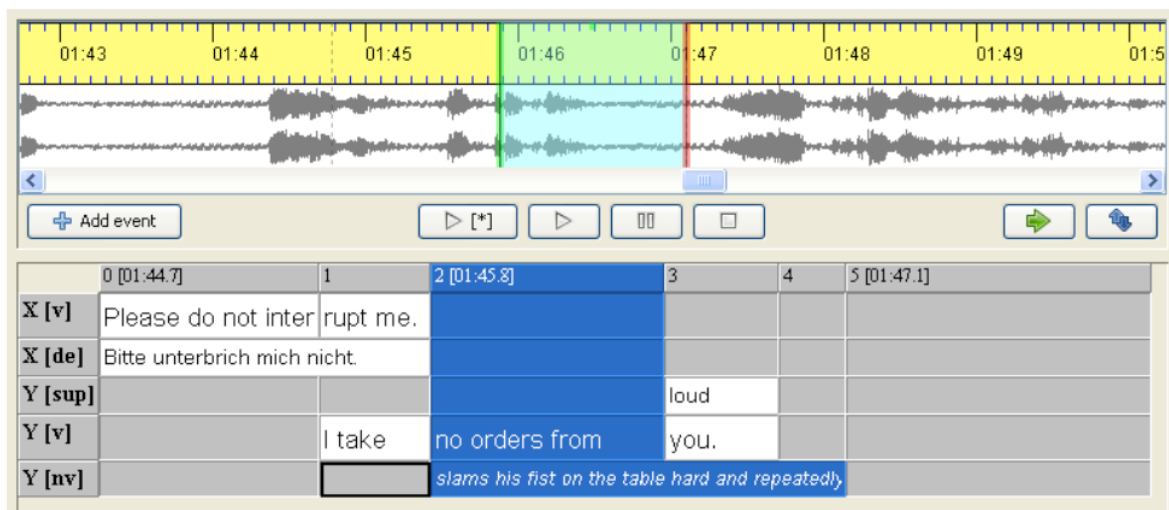 01:43 01:44 01:45 01:46 01:47 01:48 01:49 01:5
Add event [*]
0 [01:44.7] 1 2 [01:45.8] 3 4 5 [01:47.1]
X [v] Please do not inter rupt me.
X [de] Bitte unterbrich mich nicht.
Y [sup] loud
Y [v] I take no orders from you.
Y [nv] slams his fist on the table hard and repeatedly